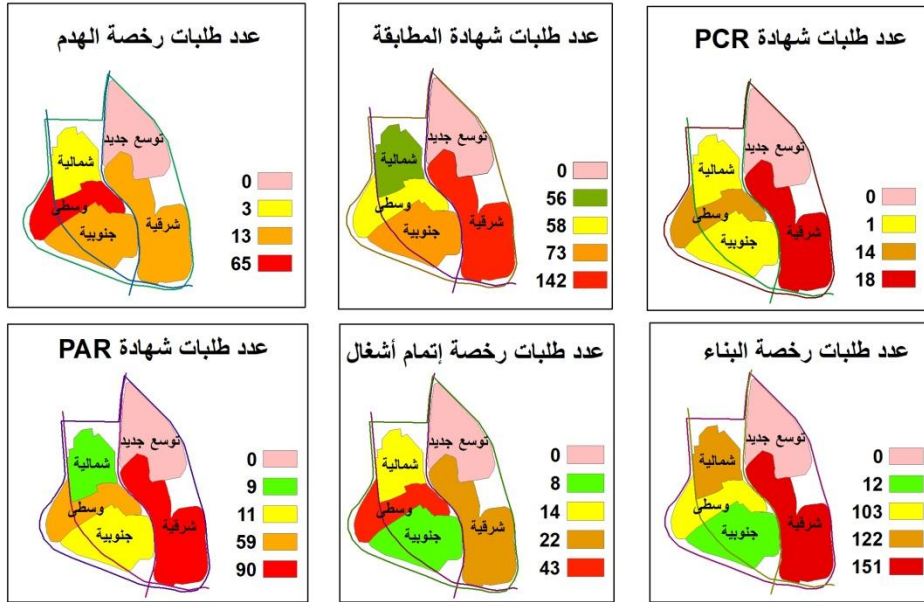 عدد طلبات شهادة PCR
توسع جديد
شمالية
وسطى
شرقية
جنوبية
0
1
14
18
عدد طلبات شهادة المطابقة
توسع جديد
شمالية
وسطى
شرقية
جنوبية
0
56
58
73
142
عدد طلبات رخصة الهدم
توسع جديد
شمالية
وسطى
شرقية
جنوبية
0
3
13
65
عدد طلبات رخصة البناء
توسع جديد
شمالية
وسطى
شرقية
جنوبية
0
12
103
122
151
عدد طلبات رخصة إتمام أشغال
توسع جديد
شمالية
وسطى
شرقية
جنوبية
0
8
14
22
43
عدد طلبات شهادة PAR
توسع جديد
شمالية
وسطى
شرقية
جنوبية
0
9
11
59
90